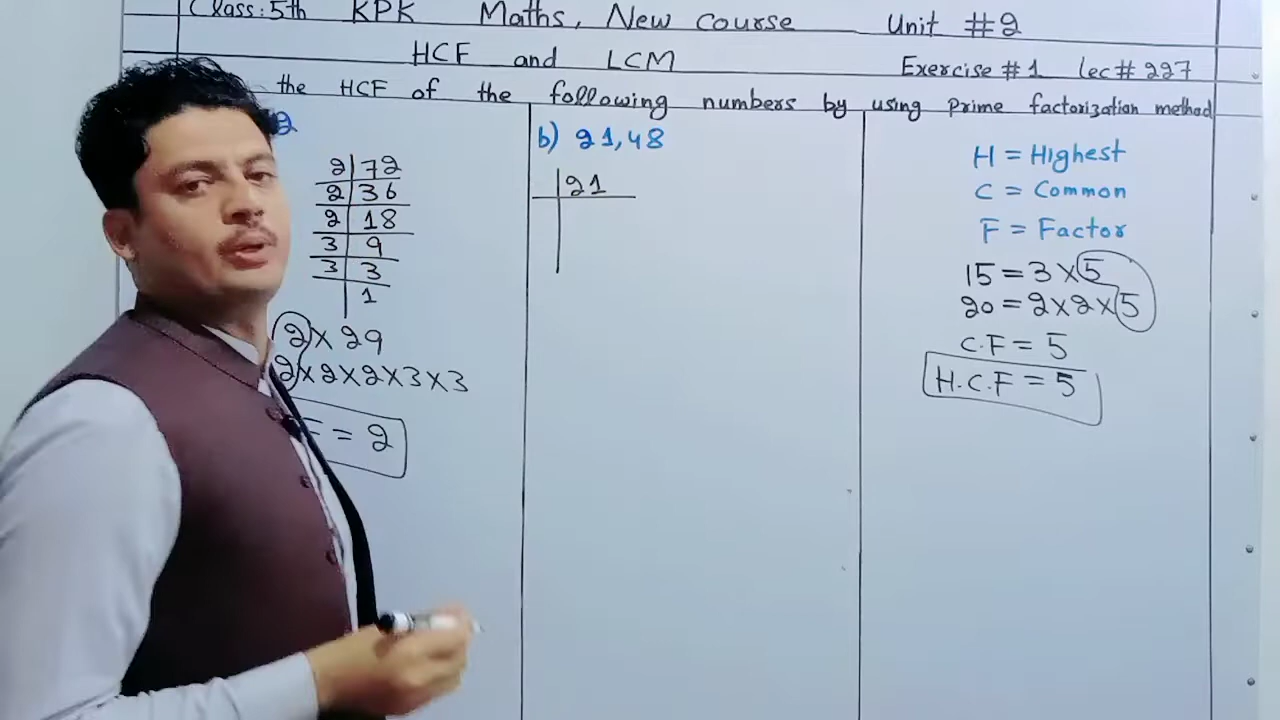 Class: 5th KPK Maths, New Course Unit #2
HCF and LCM
Exercise #1 lec# 227
the HCF of the following numbers by using prime factorization method
2
2 | 72
2 | 36
2 | 18
3 | 9
3 | 3
1
2 × 29
2×2×2×3×3
F = 2
b) 21,48
21
H = Highest
C = Common
F = Factor
15 = 3 × 5
20 = 2×2×5
C.F = 5
H.C.F = 5